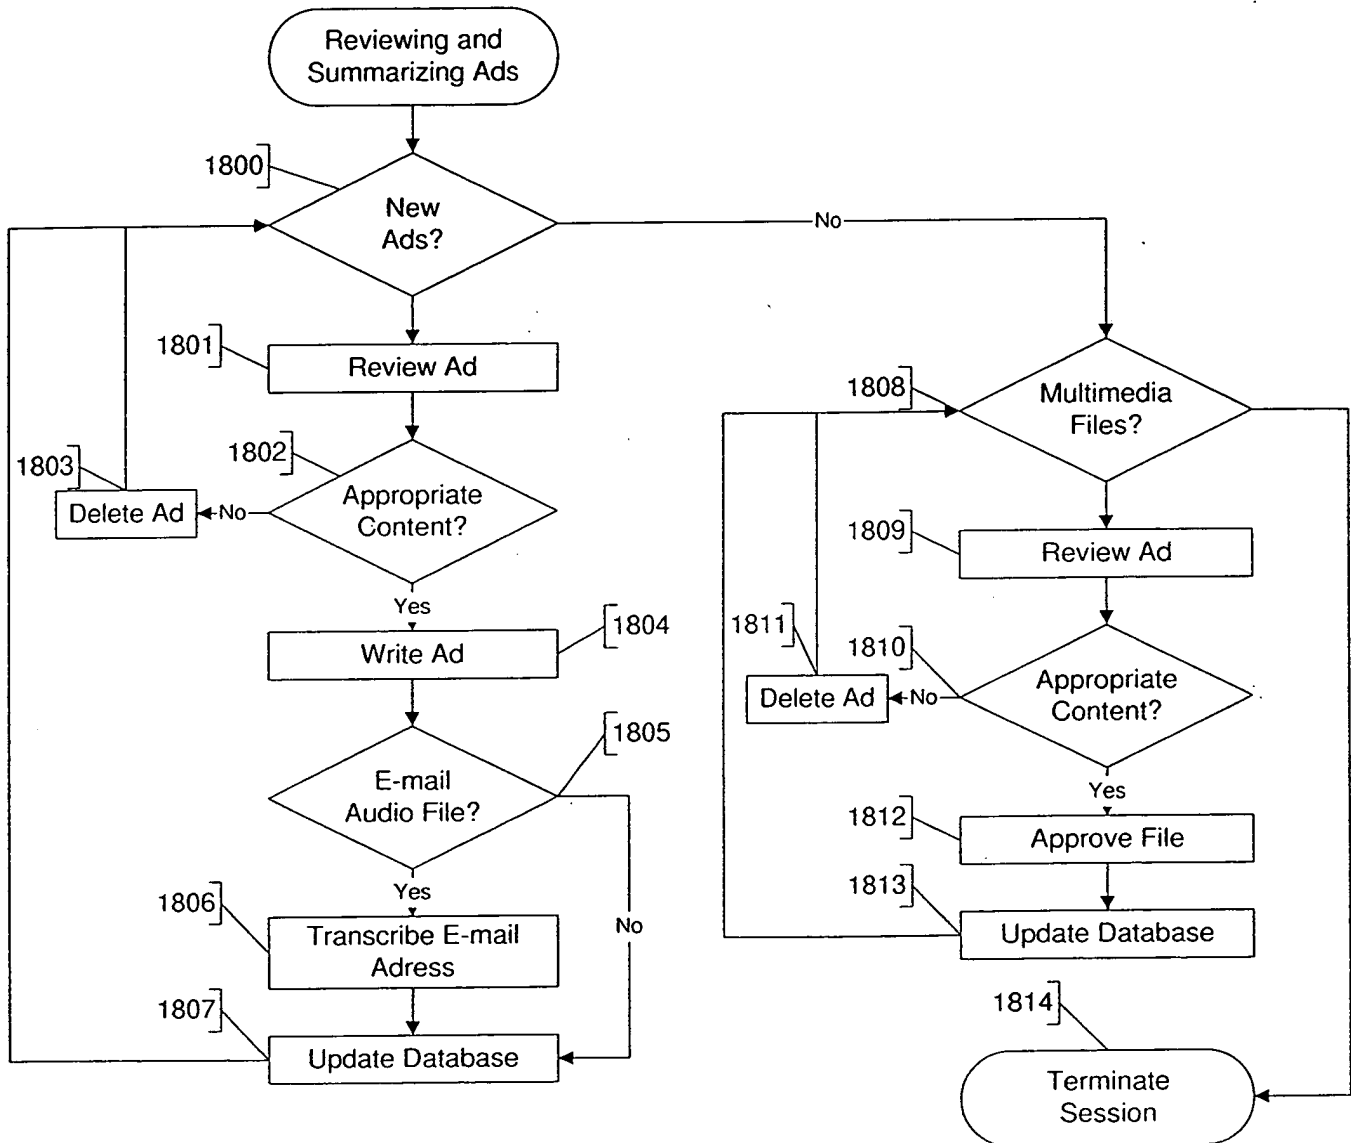 Reviewing and
Summarizing Ads
1800
New
Ads?
No
1801
Review Ad
1802
Appropriate
Content?
No
1803
Delete Ad
Yes
1804
Write Ad
1805
E-mail
Audio File?
Yes
No
1806
Transcribe E-mail
Adress
1807
Update Database
1808
Multimedia
Files?
1809
Review Ad
1810
Appropriate
Content?
No
1811
Delete Ad
Yes
1812
Approve File
1813
Update Database
1814
Terminate
Session